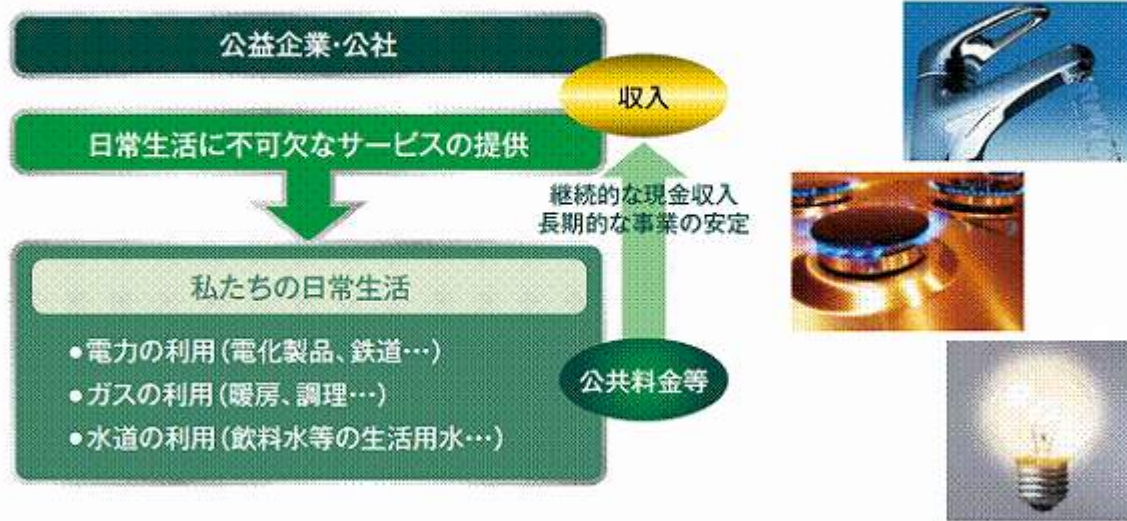 公益企業・公社
収入
日常生活に不可欠なサービスの提供
継続的な現金収入
長期的な事業の安定
私たちの日常生活
●電力の利用(電化製品、鉄道…)
●ガスの利用(暖房、調理…)
●水道の利用(飲料水等の生活用水…)
公共料金等